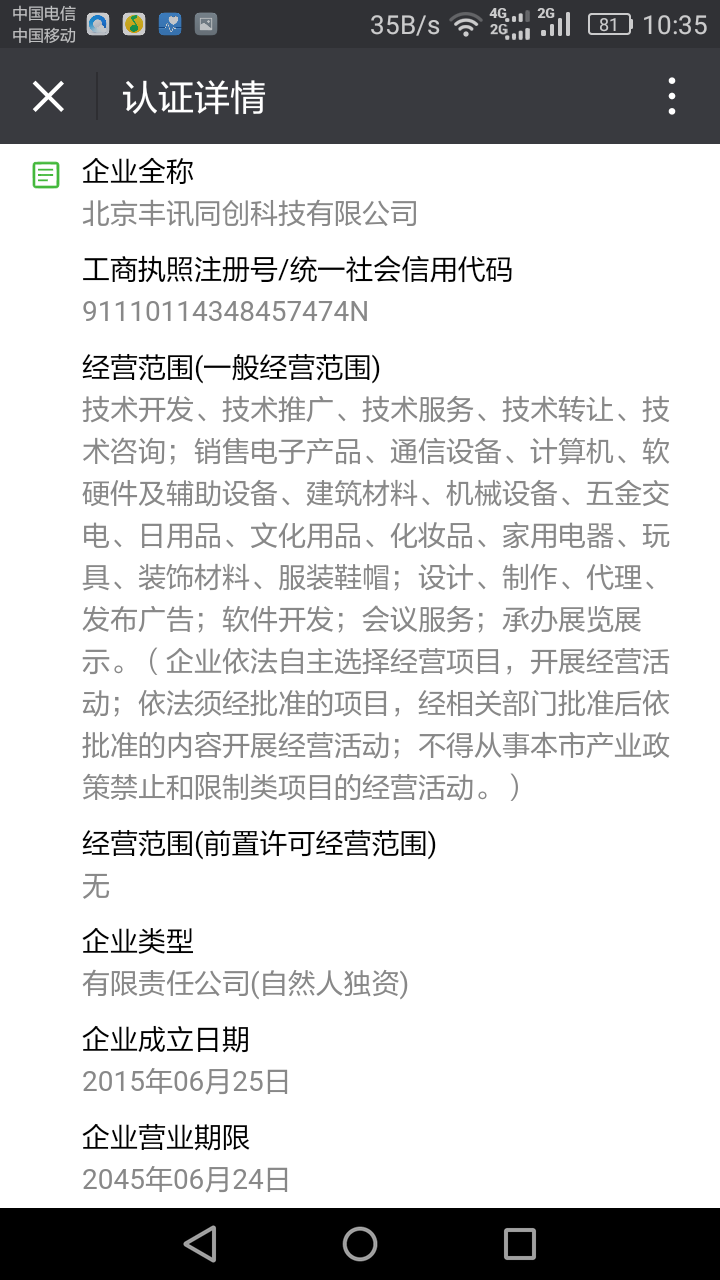 中国电信
中国移动
35B/s
4G
2G
2G
81
10:35
认证详情
企业全称
北京丰讯同创科技有限公司
工商执照注册号/统一社会信用代码
91110114348457474N
经营范围(一般经营范围)
技术开发、技术推广、技术服务、技术转让、技
术咨询；销售电子产品、通信设备、计算机、软
硬件及辅助设备、建筑材料、机械设备、五金交
电、日用品、文化用品、化妆品、家用电器、玩
具、装饰材料、服装鞋帽；设计、制作、代理、
发布广告；软件开发；会议服务；承办展览展
示。（企业依法自主选择经营项目，开展经营活
动；依法须经批准的项目，经相关部门批准后依
批准的内容开展经营活动；不得从事本市产业政
策禁止和限制类项目的经营活动。）
经营范围(前置许可经营范围)
无
企业类型
有限责任公司(自然人独资)
企业成立日期
2015年06月25日
企业营业期限
2045年06月24日